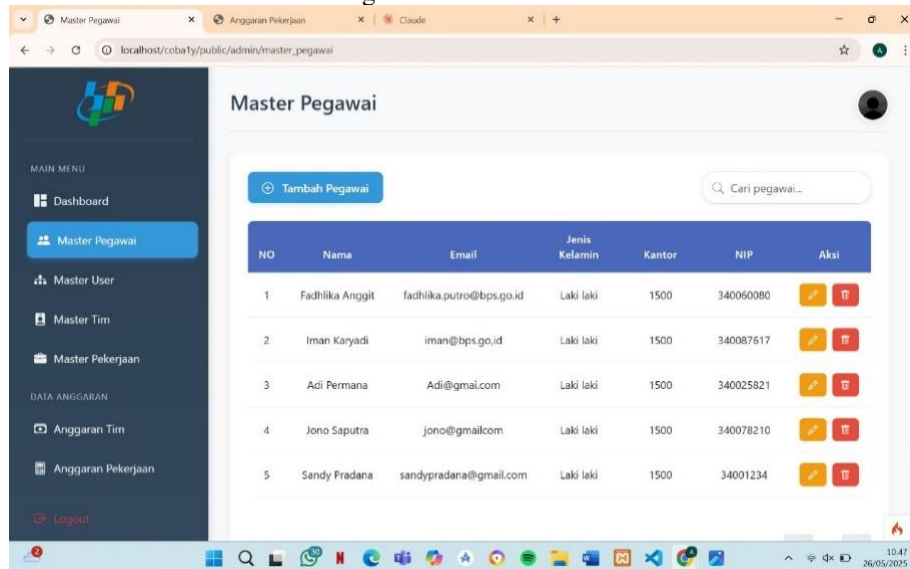 Master Pegawai
Anggaran Pekerjaan
Claude
localhost/coba1y/public/admin/master_pegawai
A
Master Pegawai
MAIN MENU
Dashboard
Master Pegawai
Master User
Master Tim
Master Pekerjaan
DATA ANGGARAN
Anggaran Tim
Anggaran Pekerjaan
Logout
Tambah Pegawai
Cari pegawai...
NO Nama Email Jenis Kelamin Kantor NIP Aksi
1 Fadhlika Anggit fadhlika.putro@bps.go.id Laki laki 1500 340060080
2 Iman Karyadi iman@bps.go,id Laki laki 1500 340087617
3 Adi Permana Adi@gmai.com Laki laki 1500 340025821
4 Jono Saputra jono@gmailcom Laki laki 1500 340078210
5 Sandy Pradana sandypradana@gmail.com Laki laki 1500 34001234
10.47
26/05/2025